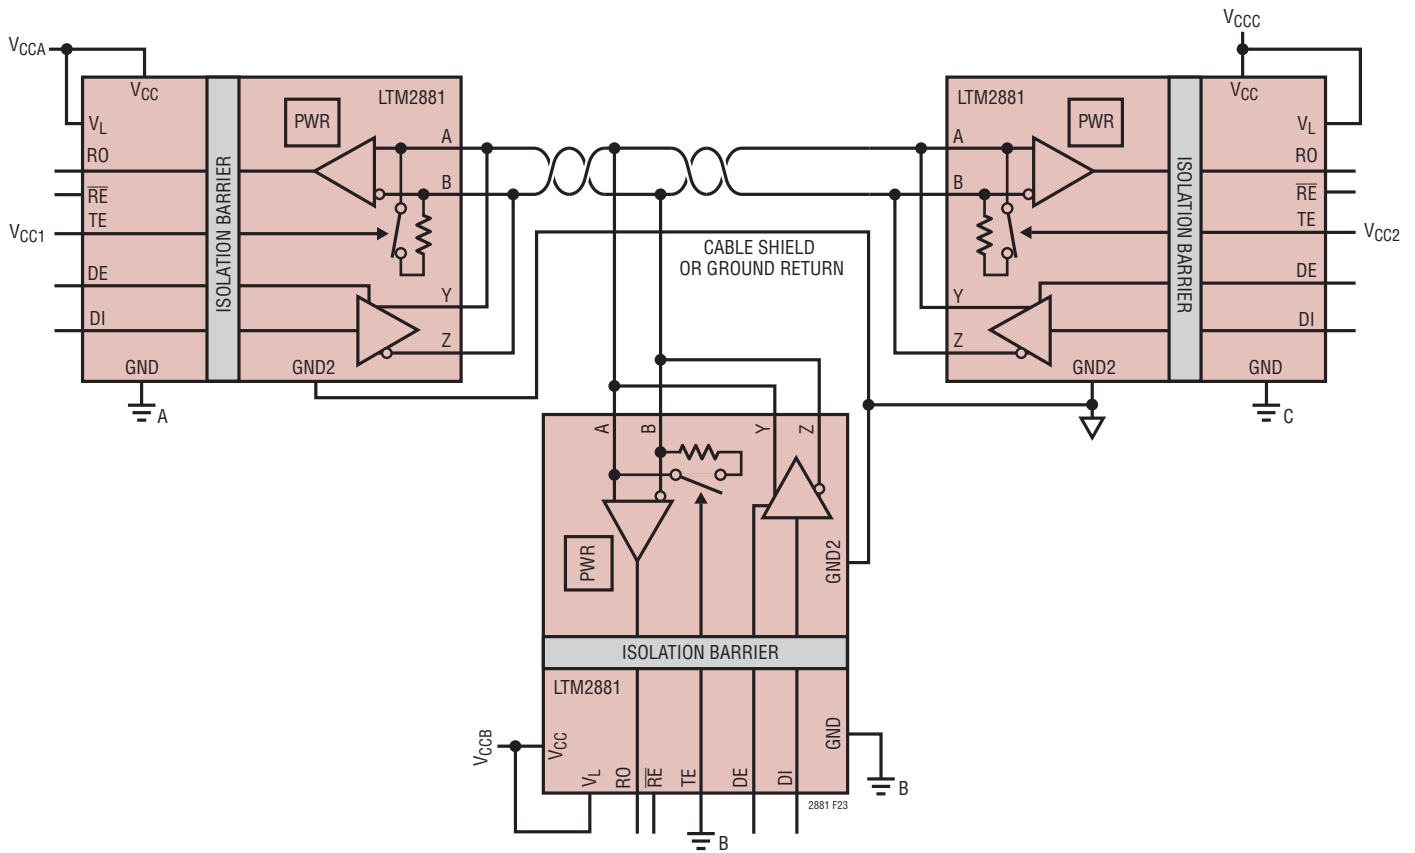 VCCA
VCC
VL
RO
RE
TE
VCC1
DE
DI
GND
A
ISOLATION BARRIER
PWR
LTM2881
A
B
Y
Z
GND2
CABLE SHIELD
OR GROUND RETURN
VCCC
LTM2881
PWR
A
B
Y
Z
GND2
ISOLATION BARRIER
VCC
VL
RO
RE
TE
VCC2
DE
DI
GND
C
A
B
Y
Z
PWR
GND2
ISOLATION BARRIER
LTM2881
VCCB
VCC
VL
RO
RE
TE
DE
DI
GND
B
B
2881 F23